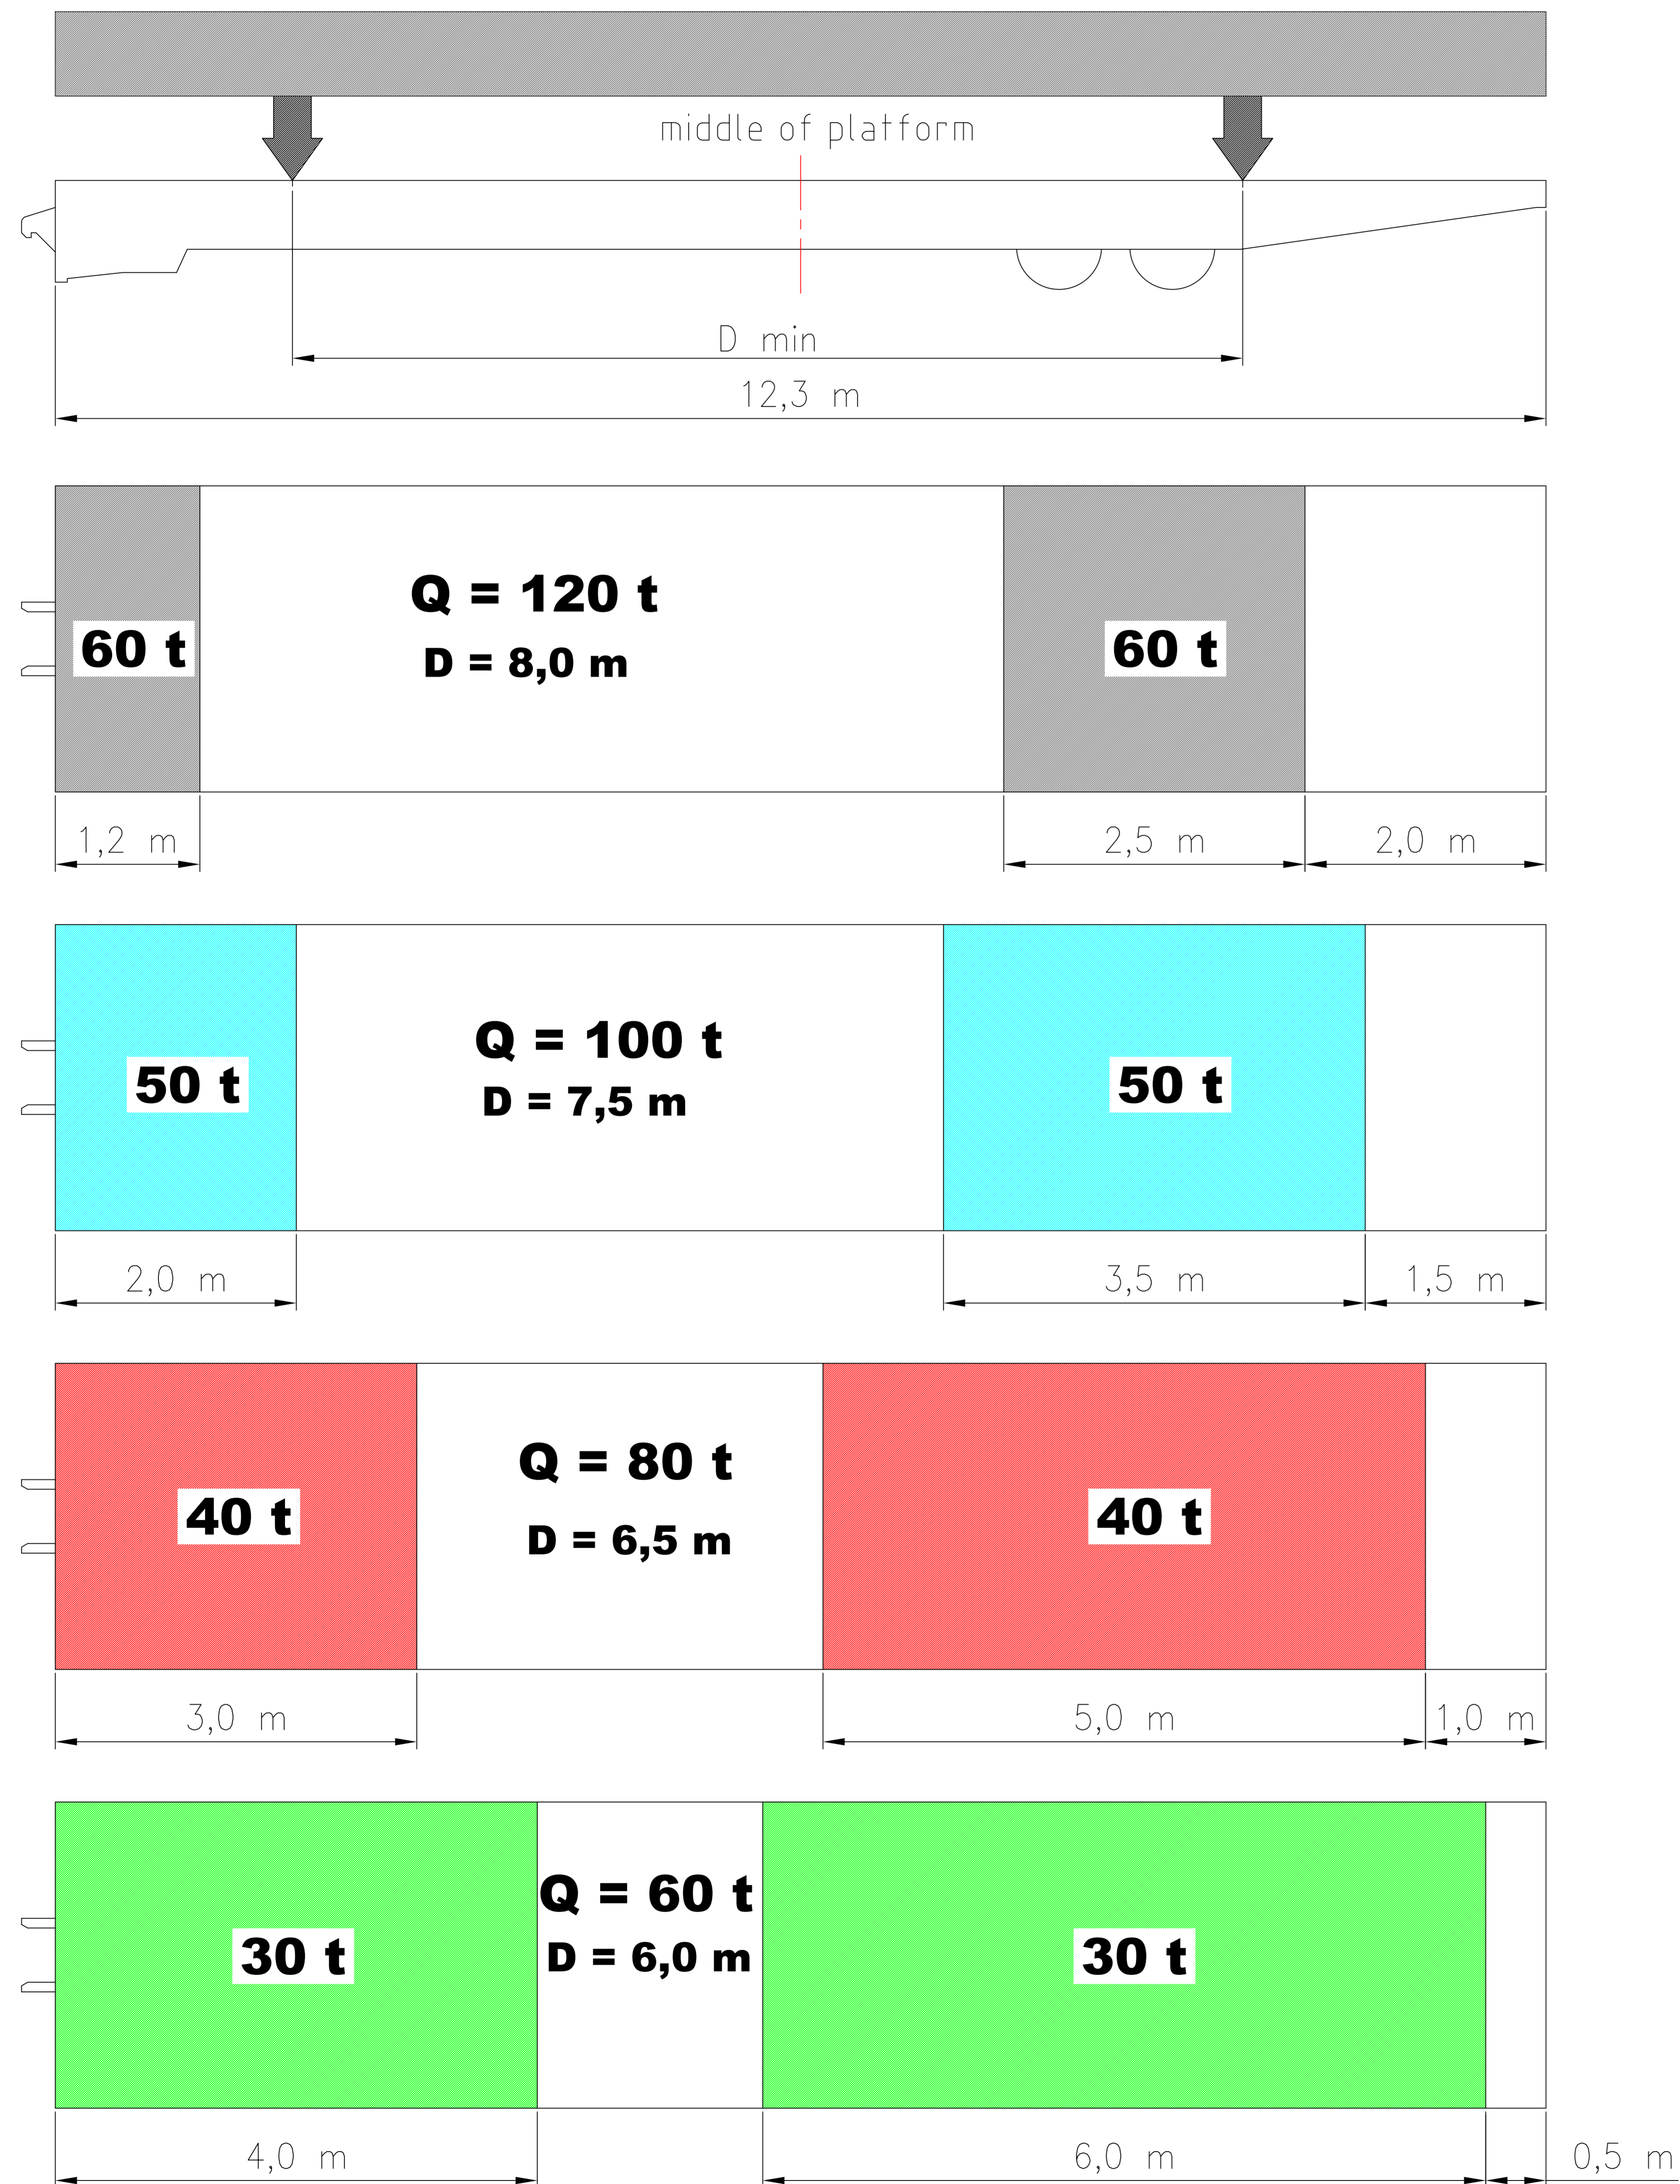 middle of platform
D min
12,3 m
Q = 120 t
60 t
60 t
D = 8,0 m
1,2 m
2,5 m
2,0 m
Q = 100 t
50 t
50 t
D = 7,5 m
2,0 m
3,5 m
1,5 m
Q = 80 t
40 t
40 t
D = 6,5 m
3,0 m
5,0 m
1,0 m
Q = 60 t
30 t
D = 6,0 m
30 t
4,0 m
6,0 m
0,5 m